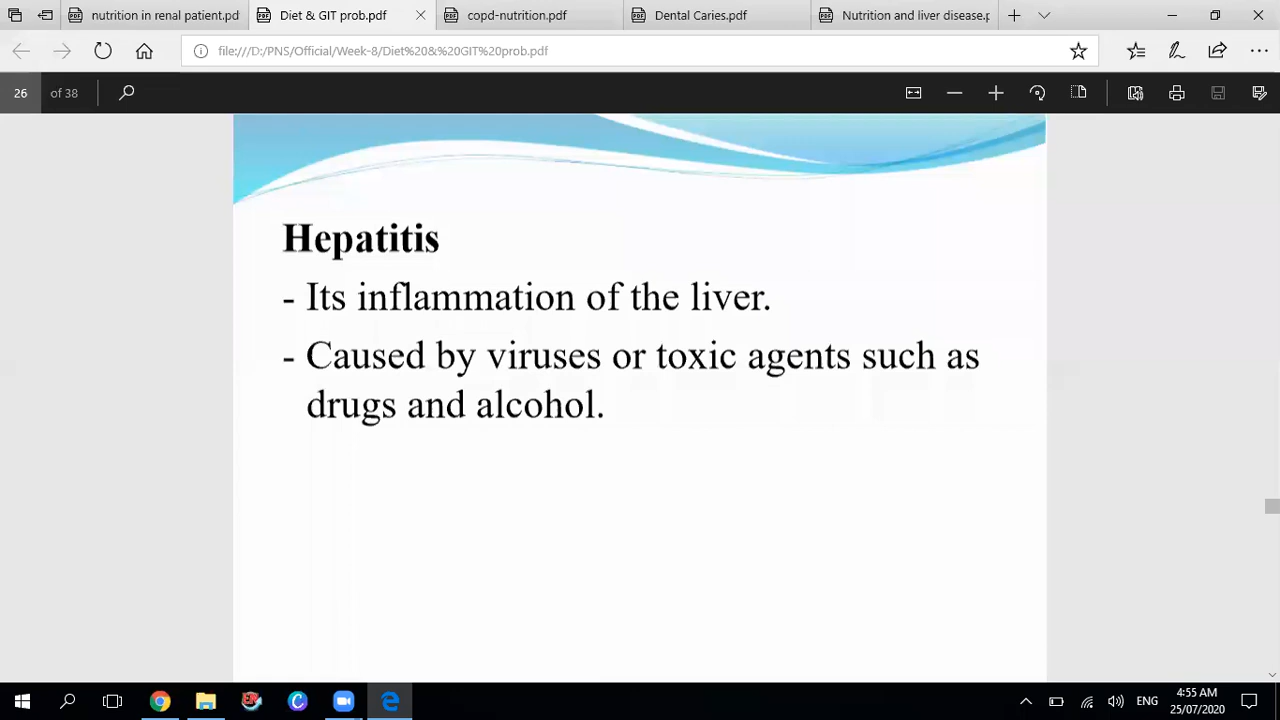 nutrition in renal patient.pd
Diet & GIT prob.pdf
copd-nutrition.pdf
Dental Caries.pdf
Nutrition and liver disease.p
file:///D:/PNS/Official/Week-8/Diet%20&%20GIT%20prob.pdf
26 of 38
Hepatitis
- Its inflammation of the liver.
- Caused by viruses or toxic agents such as
drugs and alcohol.
ENG
4:55 AM
25/07/2020